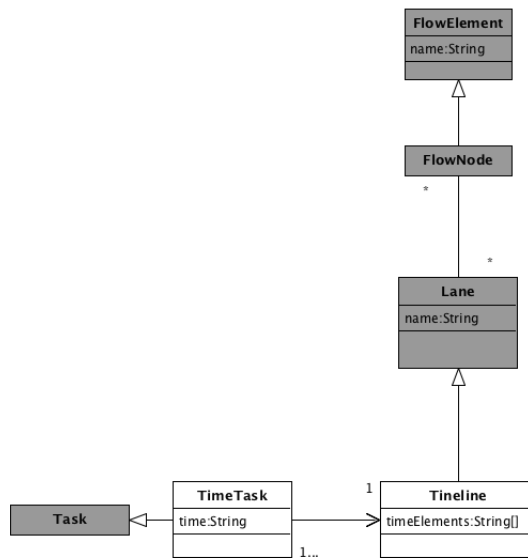 FlowElement
name:String
FlowNode
*
*
Lane
name:String
TimeTask
time:String
1
Tineline
timeElements:String[]
Task
1...